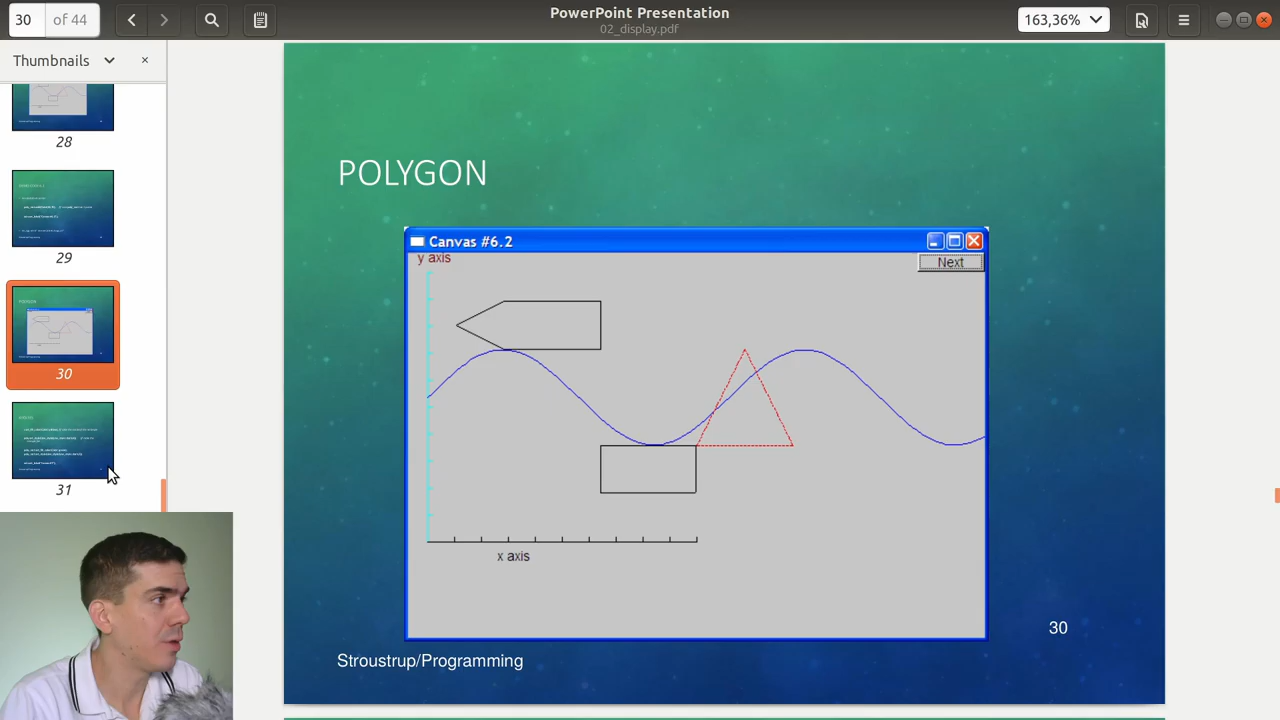 30
of 44
PowerPoint Presentation
02_display.pdf
163,36%
Thumbnails
28
29
30
31
POLYGON
Canvas #6.2
y axis
Next
x axis
30
Stroustrup/Programming